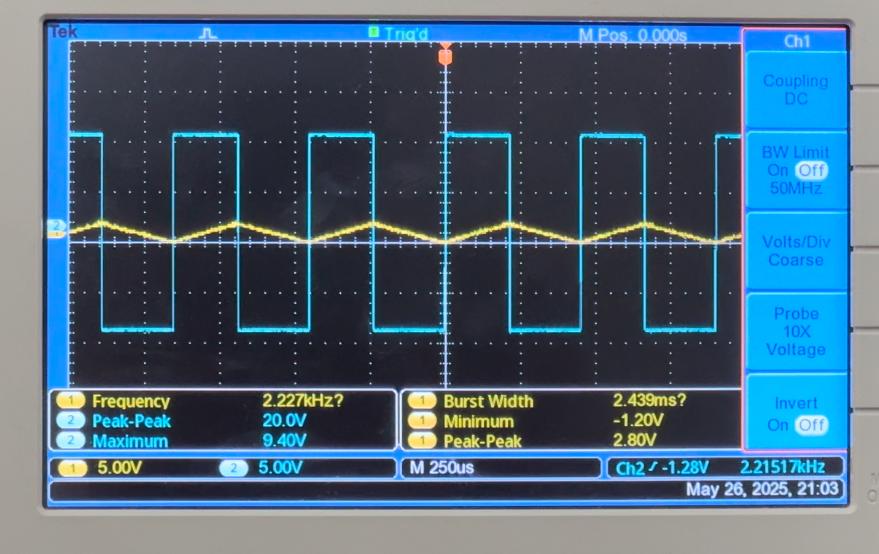 Tek
T Trig'd
M Pos: 0.000s
Ch1
Coupling
DC
BW Limit
On Off
50MHz
Volts/Div
Coarse
Probe
10X
Voltage
Invert
On Off
2
1 Frequency 2.227kHz?
2 Peak-Peak 20.0V
2 Maximum 9.40V
1 Burst Width 2.439ms?
1 Minimum -1.20V
1 Peak-Peak 2.80V
1 5.00V
2 5.00V
M 250us
Ch2 -1.28V 2.21517kHz
May 26, 2025, 21:03